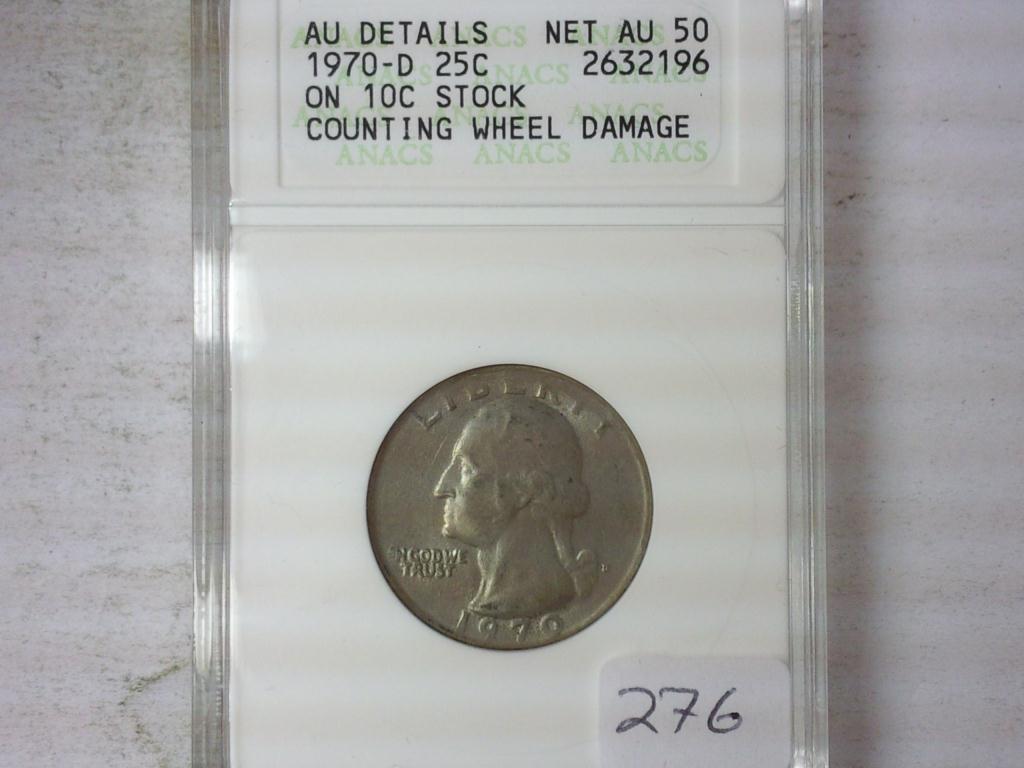 AU DETAILS NET AU 50
1970-D 25C 2632196
ON 10C STOCK
COUNTING WHEEL DAMAGE
ANACS ANACS ANACS
LIBERTY
IN GOD WE
TRUST
D
1970
276